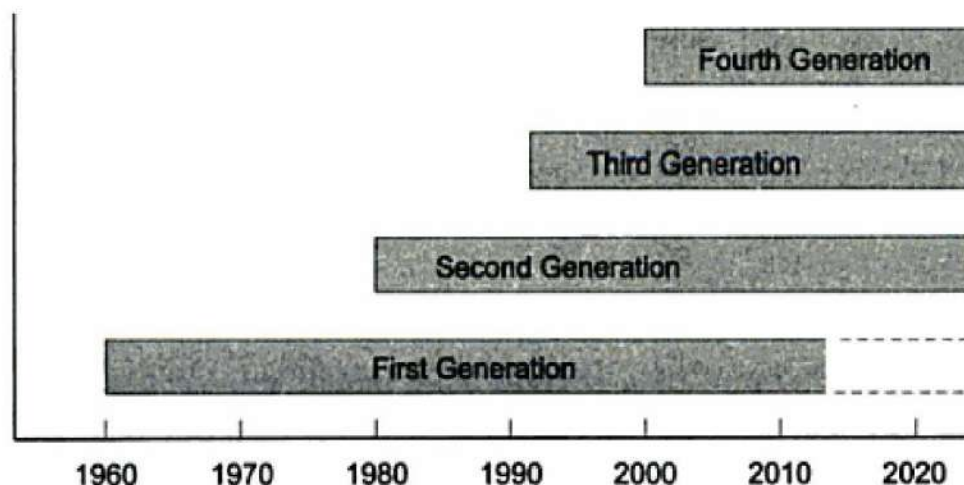 Fourth Generation
Third Generation
Second Generation
First Generation
1960 1970 1980 1990 2000 2010 2020